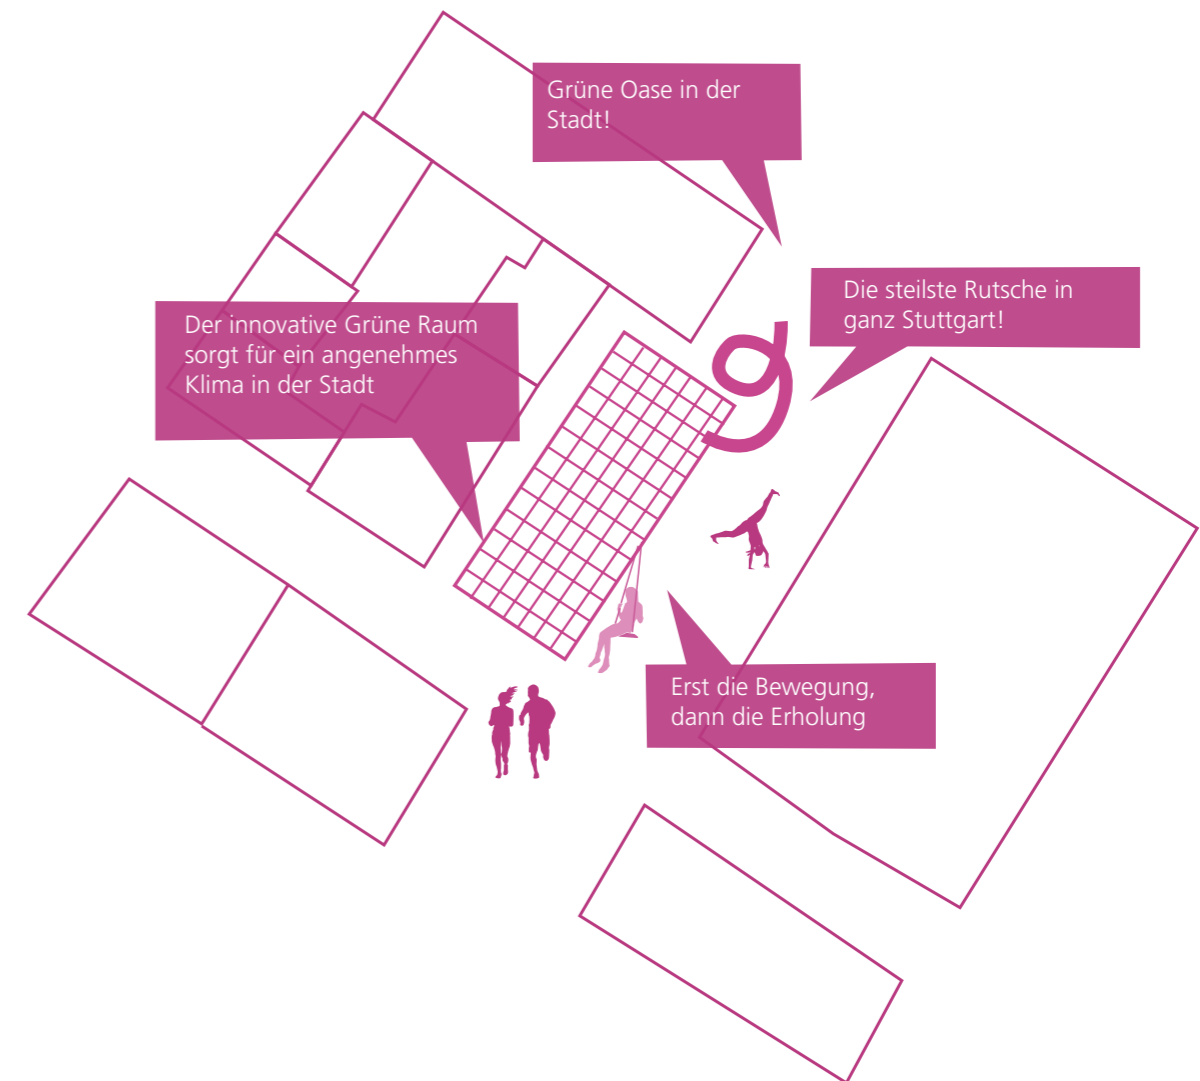 Grüne Oase in der
Stadt!
Die steilste Rutsche in
ganz Stuttgart!
Der innovative Grüne Raum
sorgt für ein angenehmes
Klima in der Stadt
Erst die Bewegung,
dann die Erholung